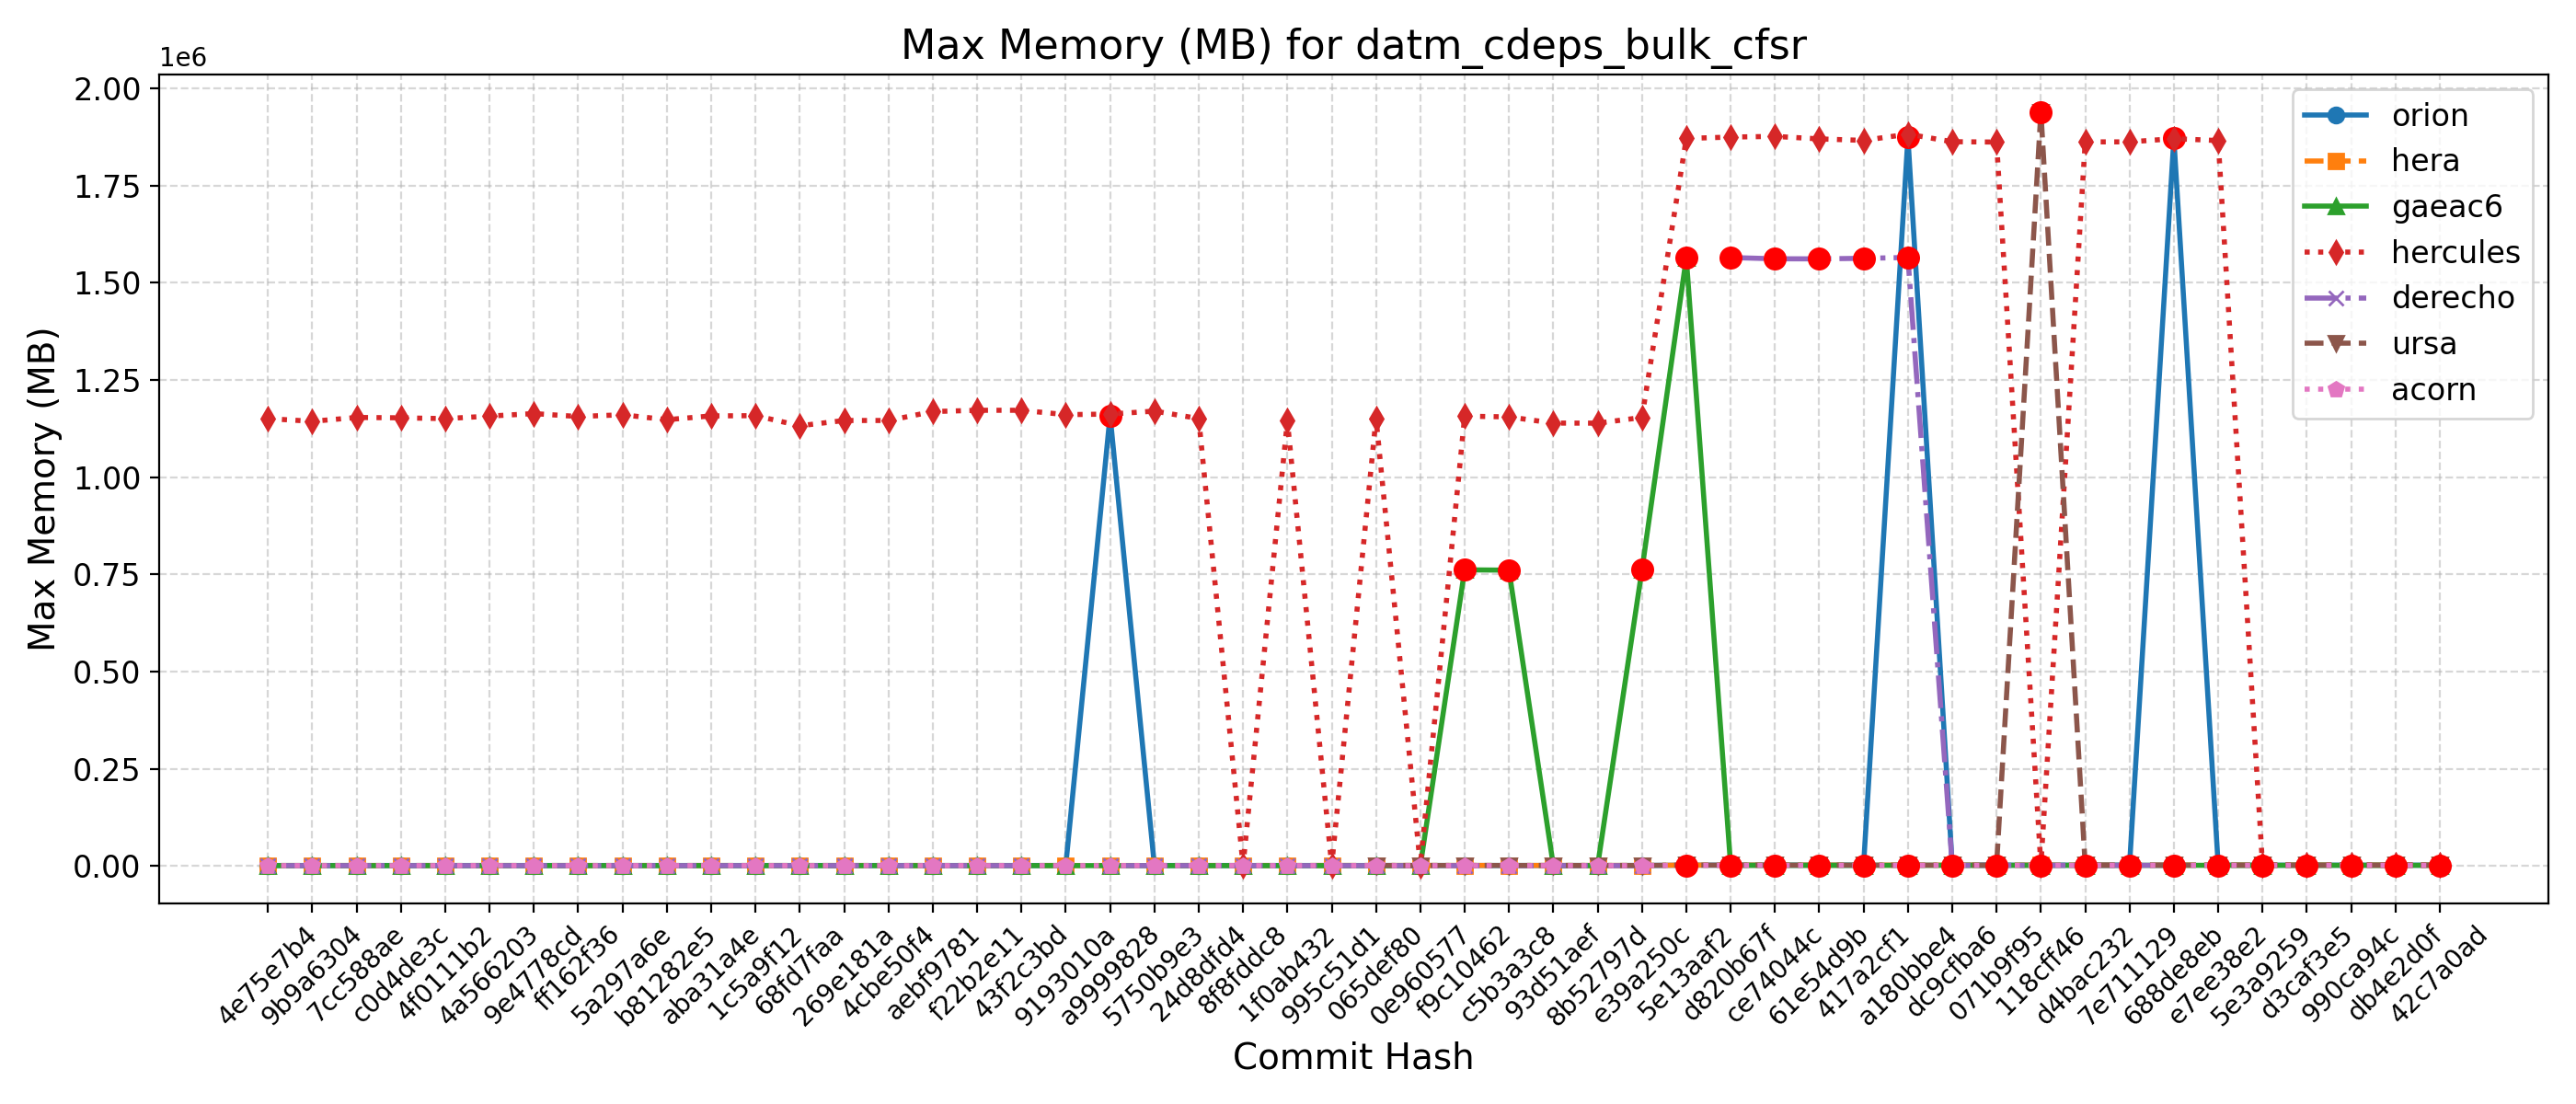 Max Memory (MB) for datm_cdeps_bulk_cfsr
1e6
2.00
1.75
1.50
1.25
1.00
0.75
0.50
0.25
0.00
Max Memory (MB)
orion
hera
gaeac6
hercules
derecho
ursa
acorn
4e75e7b4
9b9a6304
7cc588ae
c0d4de3c
4f0111b2
4a566203
9e4778cd
ff162f36
5a297a6e
b81282e5
aba31a4e
1c5a9f12
68fd7faa
269e181a
4cbe50f4
aebf9781
f22b2e11
43f2c3bd
9193010a
a9999828
5750b9e3
24d8dfd4
8f8fddc8
1f0ab432
995c51d1
065def80
0e960577
f9c10462
c5b3a3c8
93d51aef
8b52797d
e39a250c
5e13aaf2
d820b67f
ce74044c
61e54d9b
417a2cf1
a180bbe4
dc9cfba6
071b9f95
118cff46
d4bac232
7e711129
688de8eb
e7ee38e2
5e3a9259
d3caf3e5
990ca94c
db4e2d0f
42c7a0ad
Commit Hash